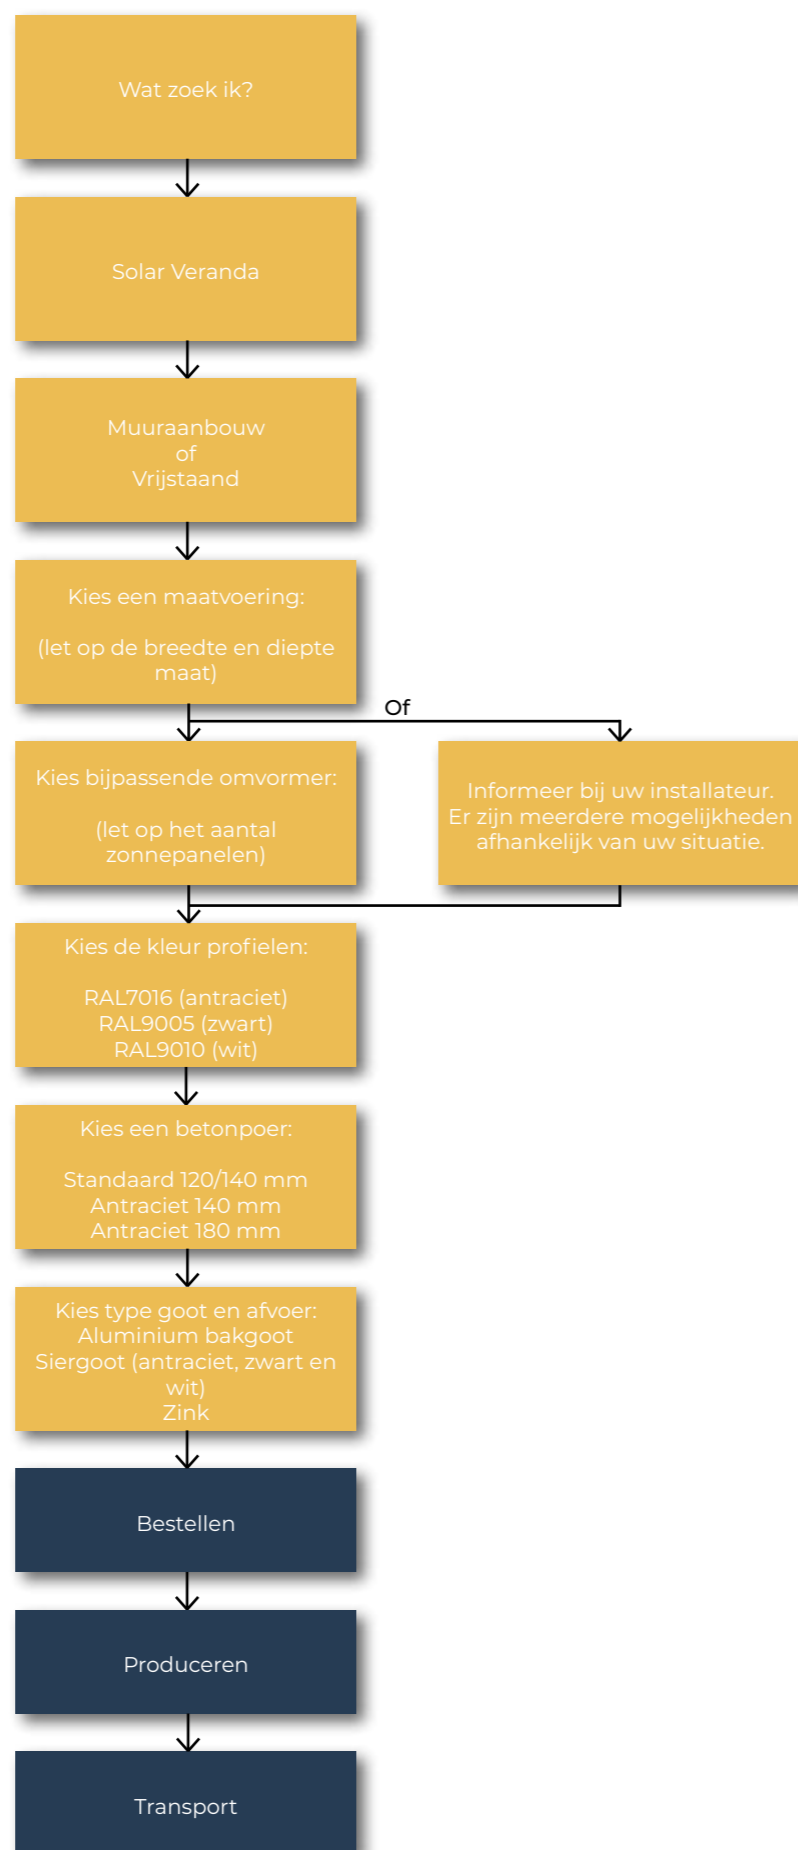 Wat zoek ik?
Solar Veranda
Muuraanbouw
of
Vrijstaand
Kies een maatvoering:
(let op de breedte en diepte
maat)
Of
Kies bijpassende omvormer:
(let op het aantal
zonnepanelen)
Informeer bij uw installateur.
Er zijn meerdere mogelijkheden
afhankelijk van uw situatie.
Kies de kleur profielen:
RAL7016 (antraciet)
RAL9005 (zwart)
RAL9010 (wit)
Kies een betonpoer:
Standaard 120/140 mm
Antraciet 140 mm
Antraciet 180 mm
Kies type goot en afvoer:
Aluminium bakgoot
Siergoot (antraciet, zwart en
wit)
Zink
Bestellen
Produceren
Transport